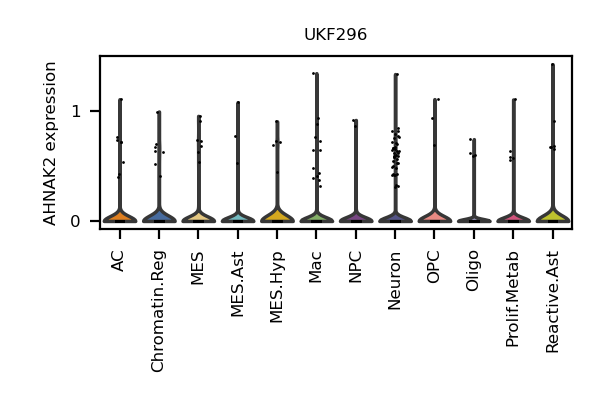 UKF296
AHNAK2 expression
1
0
AC
Chromatin.Reg
MES
MES.Ast
MES.Hyp
Mac
NPC
Neuron
OPC
Oligo
Prolif.Metab
Reactive.Ast